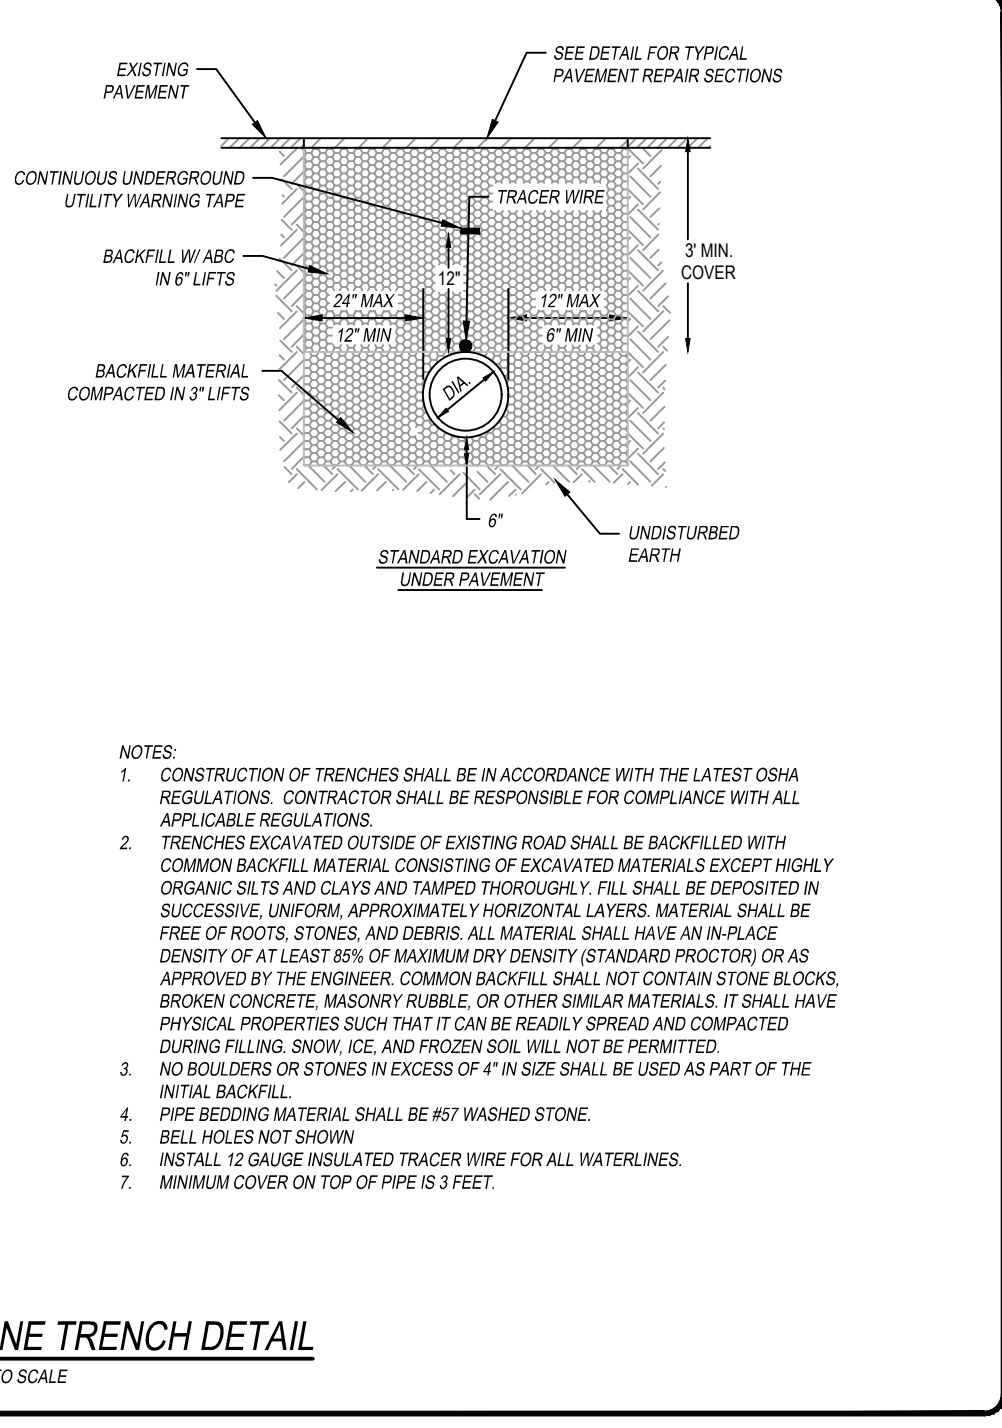 EXISTING
PAVEMENT
SEE DETAIL FOR TYPICAL
PAVEMENT REPAIR SECTIONS
CONTINUOUS UNDERGROUND
UTILITY WARNING TAPE
TRACER WIRE
BACKFILL W/ ABC
IN 6" LIFTS
12"
3' MIN.
COVER
24" MAX
12" MIN
12" MAX
6" MIN
BACKFILL MATERIAL
COMPACTED IN 3" LIFTS
DIA.
6"
UNDISTURBED
EARTH
STANDARD EXCAVATION
UNDER PAVEMENT
NOTES:
1. CONSTRUCTION OF TRENCHES SHALL BE IN ACCORDANCE WITH THE LATEST OSHA
REGULATIONS. CONTRACTOR SHALL BE RESPONSIBLE FOR COMPLIANCE WITH ALL
APPLICABLE REGULATIONS.
2. TRENCHES EXCAVATED OUTSIDE OF EXISTING ROAD SHALL BE BACKFILLED WITH
COMMON BACKFILL MATERIAL CONSISTING OF EXCAVATED MATERIALS EXCEPT HIGHLY
ORGANIC SILTS AND CLAYS AND TAMPED THOROUGHLY. FILL SHALL BE DEPOSITED IN
SUCCESSIVE, UNIFORM, APPROXIMATELY HORIZONTAL LAYERS. MATERIAL SHALL BE
FREE OF ROOTS, STONES, AND DEBRIS. ALL MATERIAL SHALL HAVE AN IN-PLACE
DENSITY OF AT LEAST 85% OF MAXIMUM DRY DENSITY (STANDARD PROCTOR) OR AS
APPROVED BY THE ENGINEER. COMMON BACKFILL SHALL NOT CONTAIN STONE BLOCKS,
BROKEN CONCRETE, MASONRY RUBBLE, OR OTHER SIMILAR MATERIALS. IT SHALL HAVE
PHYSICAL PROPERTIES SUCH THAT IT CAN BE READILY SPREAD AND COMPACTED
DURING FILLING. SNOW, ICE, AND FROZEN SOIL WILL NOT BE PERMITTED.
3. NO BOULDERS OR STONES IN EXCESS OF 4" IN SIZE SHALL BE USED AS PART OF THE
INITIAL BACKFILL.
4. PIPE BEDDING MATERIAL SHALL BE #57 WASHED STONE.
5. BELL HOLES NOT SHOWN
6. INSTALL 12 GAUGE INSULATED TRACER WIRE FOR ALL WATERLINES.
7. MINIMUM COVER ON TOP OF PIPE IS 3 FEET.
NE TRENCH DETAIL
TO SCALE